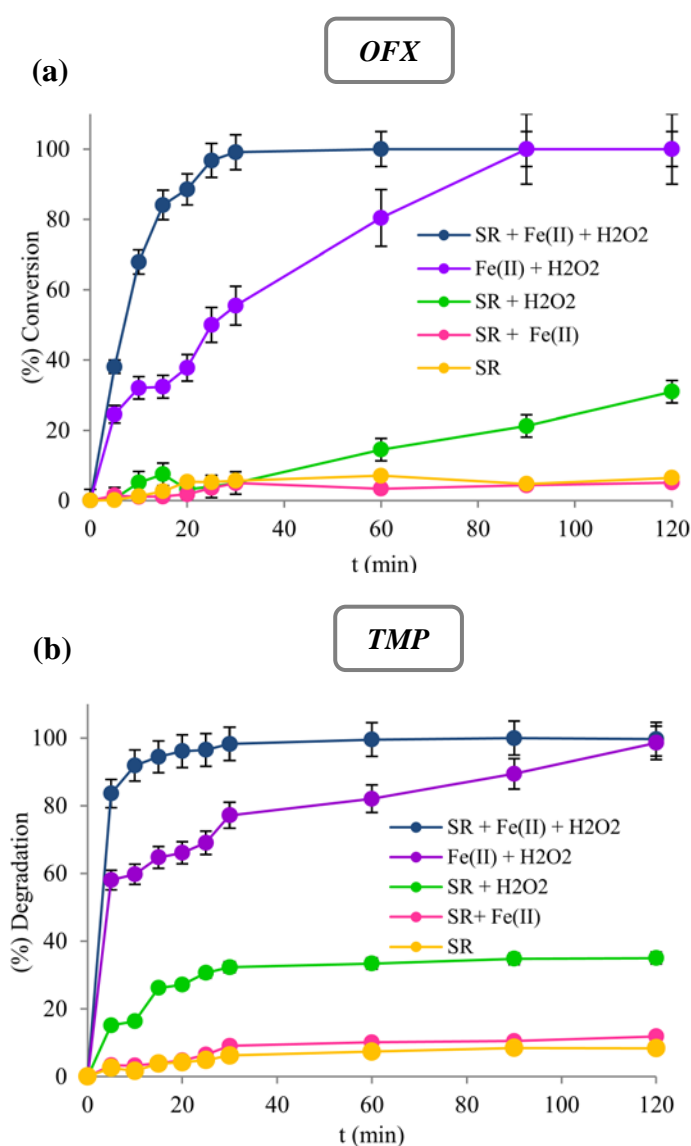 OFX
(a)
(%) Conversion
100
80
60
40
20
0
SR + Fe(II) + H2O2
Fe(II) + H2O2
SR + H2O2
SR + Fe(II)
SR
0 20 40 60 80 100 120
t (min)
TMP
(b)
(%) Degradation
100
80
60
40
20
0
SR + Fe(II) + H2O2
Fe(II) + H2O2
SR + H2O2
SR+ Fe(II)
SR
0 20 40 60 80 100 120
t (min)